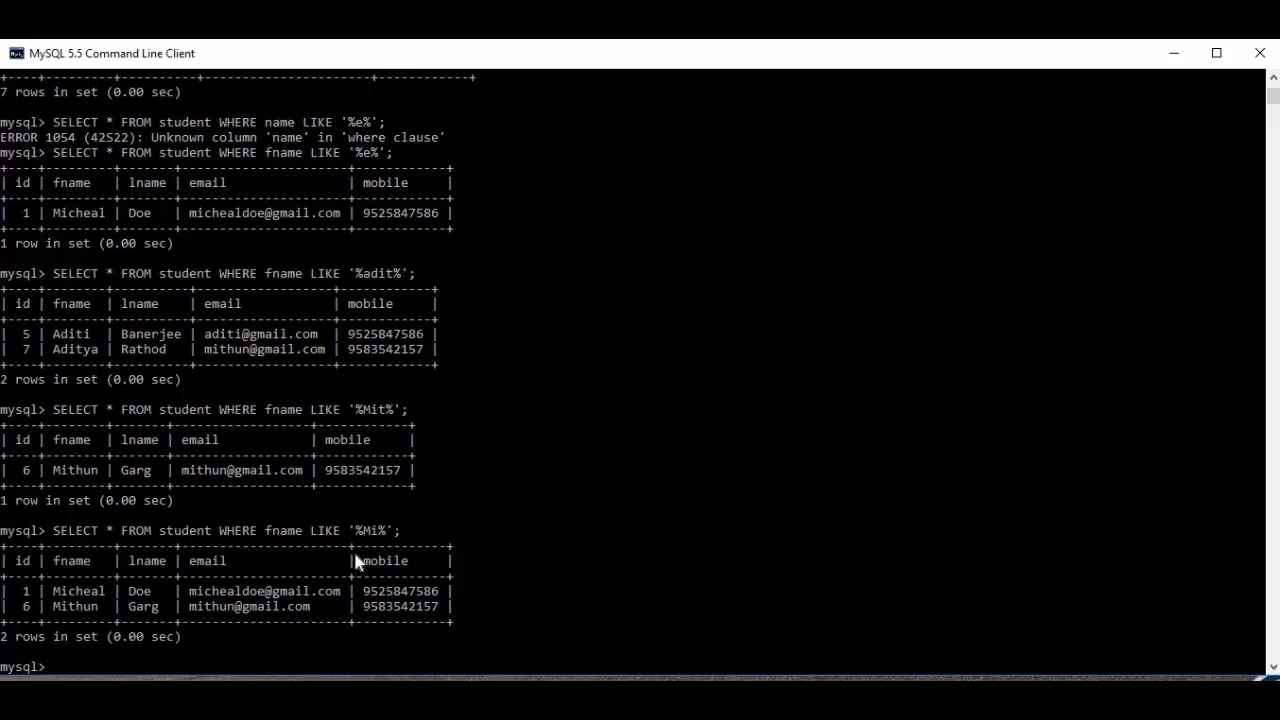 MySQL 5.5 Command Line Client
+----+---------+----------+----------------------+------------+
7 rows in set (0.00 sec)
mysql> SELECT * FROM student WHERE name LIKE '%e%';
ERROR 1054 (42S22): Unknown column 'name' in 'where clause'
mysql> SELECT * FROM student WHERE fname LIKE '%e%';
+----+---------+-------+----------------------+------------+
| id | fname   | lname | email                | mobile     |
+----+---------+-------+----------------------+------------+
|  1 | Micheal | Doe   | michealdoe@gmail.com | 9525847586 |
+----+---------+-------+----------------------+------------+
1 row in set (0.00 sec)
mysql> SELECT * FROM student WHERE fname LIKE '%adit%';
+----+--------+----------+------------------+------------+
| id | fname  | lname    | email            | mobile     |
+----+--------+----------+------------------+------------+
|  5 | Aditi  | Banerjee | aditi@gmail.com  | 9525847586 |
|  7 | Aditya | Rathod   | mithun@gmail.com | 9583542157 |
+----+--------+----------+------------------+------------+
2 rows in set (0.00 sec)
mysql> SELECT * FROM student WHERE fname LIKE '%Mit%';
+----+--------+-------+------------------+------------+
| id | fname  | lname | email            | mobile     |
+----+--------+-------+------------------+------------+
|  6 | Mithun | Garg  | mithun@gmail.com | 9583542157 |
+----+--------+-------+------------------+------------+
1 row in set (0.00 sec)
mysql> SELECT * FROM student WHERE fname LIKE '%Mi%';
+----+---------+-------+----------------------+------------+
| id | fname   | lname | email                | mobile     |
+----+---------+-------+----------------------+------------+
|  1 | Micheal | Doe   | michealdoe@gmail.com | 9525847586 |
|  6 | Mithun  | Garg  | mithun@gmail.com     | 9583542157 |
+----+---------+-------+----------------------+------------+
2 rows in set (0.00 sec)
mysql>